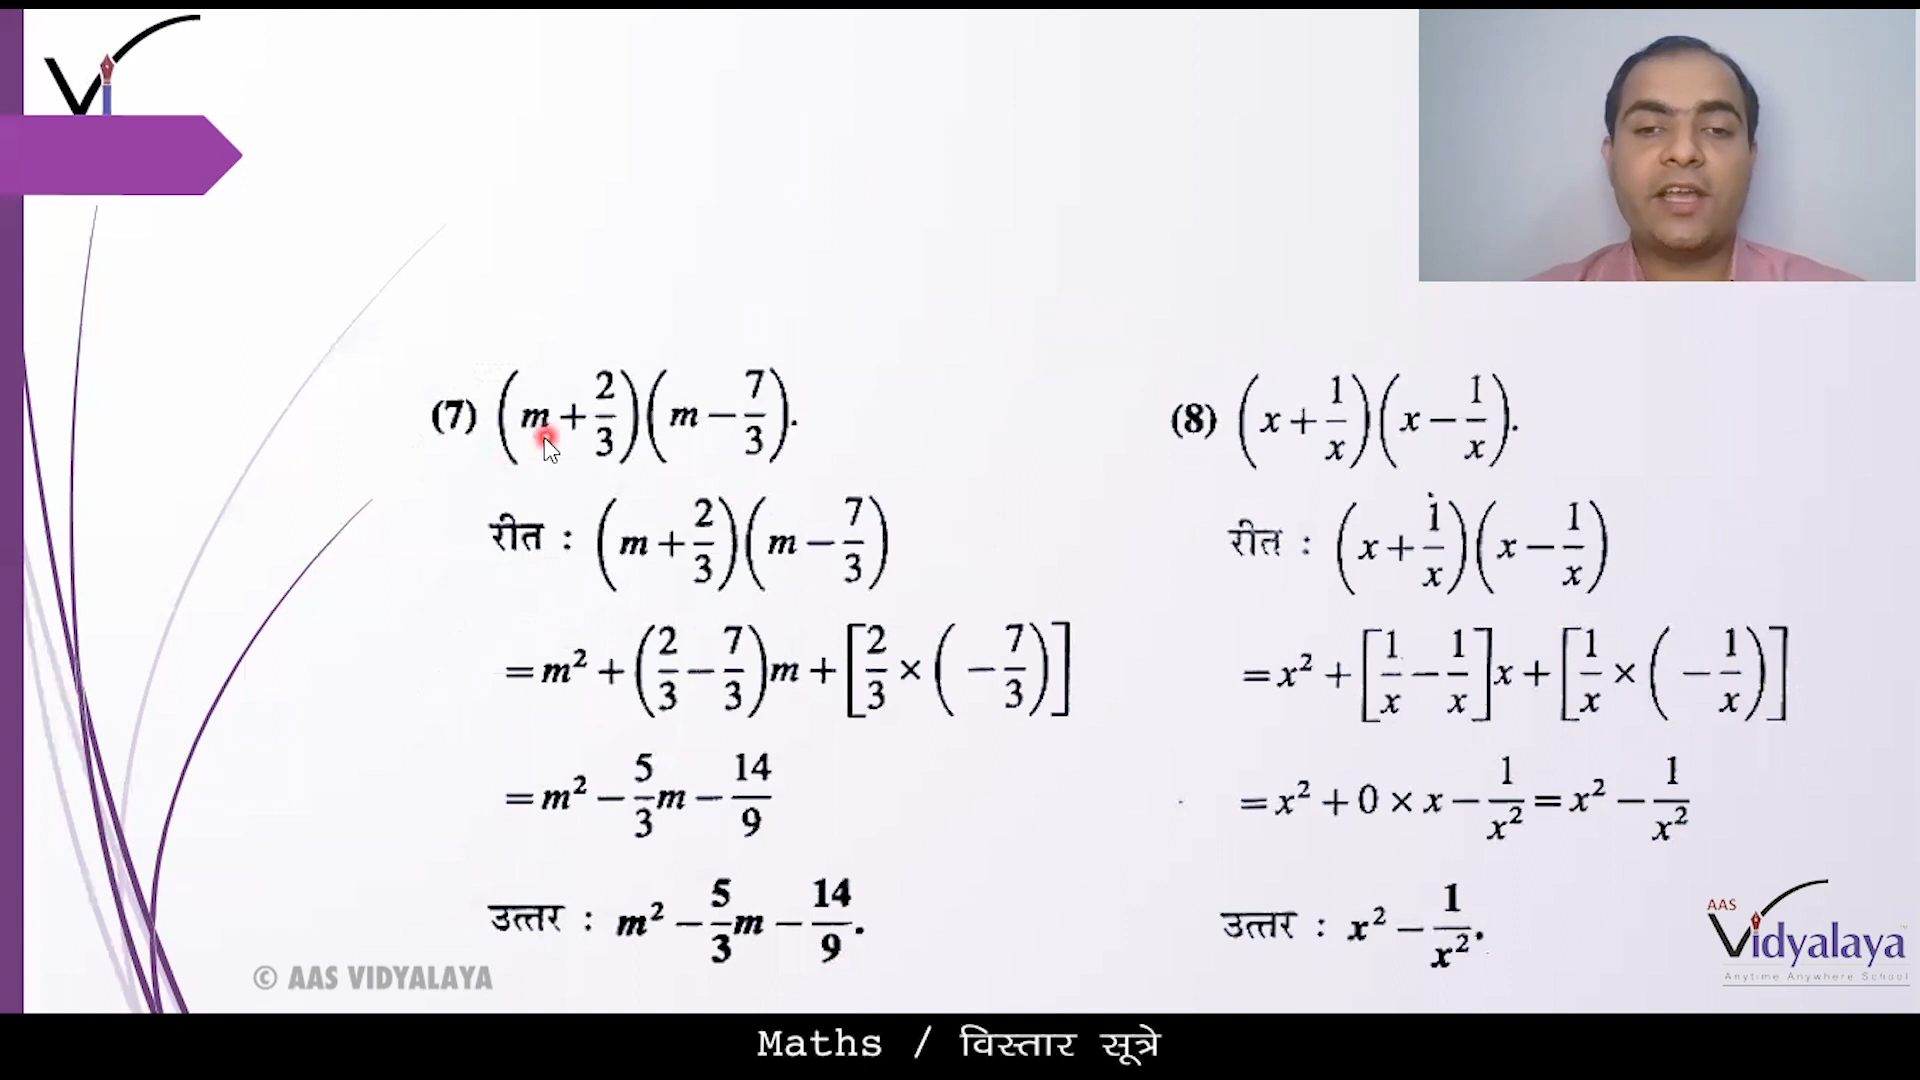 (7) (m + 2/3)(m − 7/3).
रीत : (m + 2/3)(m − 7/3)
= m² + (2/3 − 7/3)m + [2/3 × (− 7/3)]
= m² − 5/3 m − 14/9
उत्तर : m² − 5/3 m − 14/9.
(8) (x + 1/x)(x − 1/x).
रीत : (x + 1/x)(x − 1/x)
= x² + [1/x − 1/x]x + [1/x × (− 1/x)]
= x² + 0 × x − 1/x² = x² − 1/x²
उत्तर : x² − 1/x².
© AAS VIDYALAYA
AAS
Vidyalaya
Anytime Anywhere School
Maths / विस्तार सूत्रे